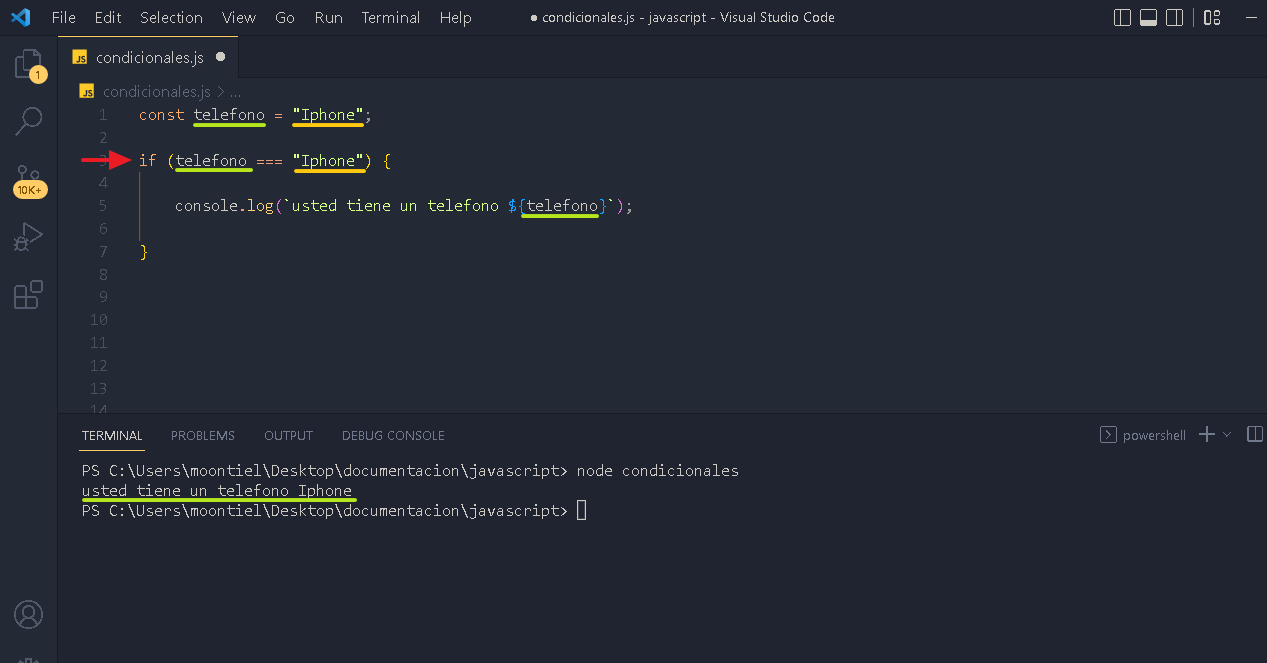 File Edit Selection View Go Run Terminal Help ● condicionales.js - javascript - Visual Studio Code
JS condicionales.js ●
1
JS condicionales.js > ...
1 const telefono = "Iphone";
2
3 if (telefono === "Iphone") {
10K+
4
5 console.log(`usted tiene un telefono ${telefono}`);
6
7 }
8
9
10
11
12
13
14
TERMINAL PROBLEMS OUTPUT DEBUG CONSOLE powershell
PS C:\Users\moontiel\Desktop\documentacion\javascript> node condicionales
usted tiene un telefono Iphone
PS C:\Users\moontiel\Desktop\documentacion\javascript>